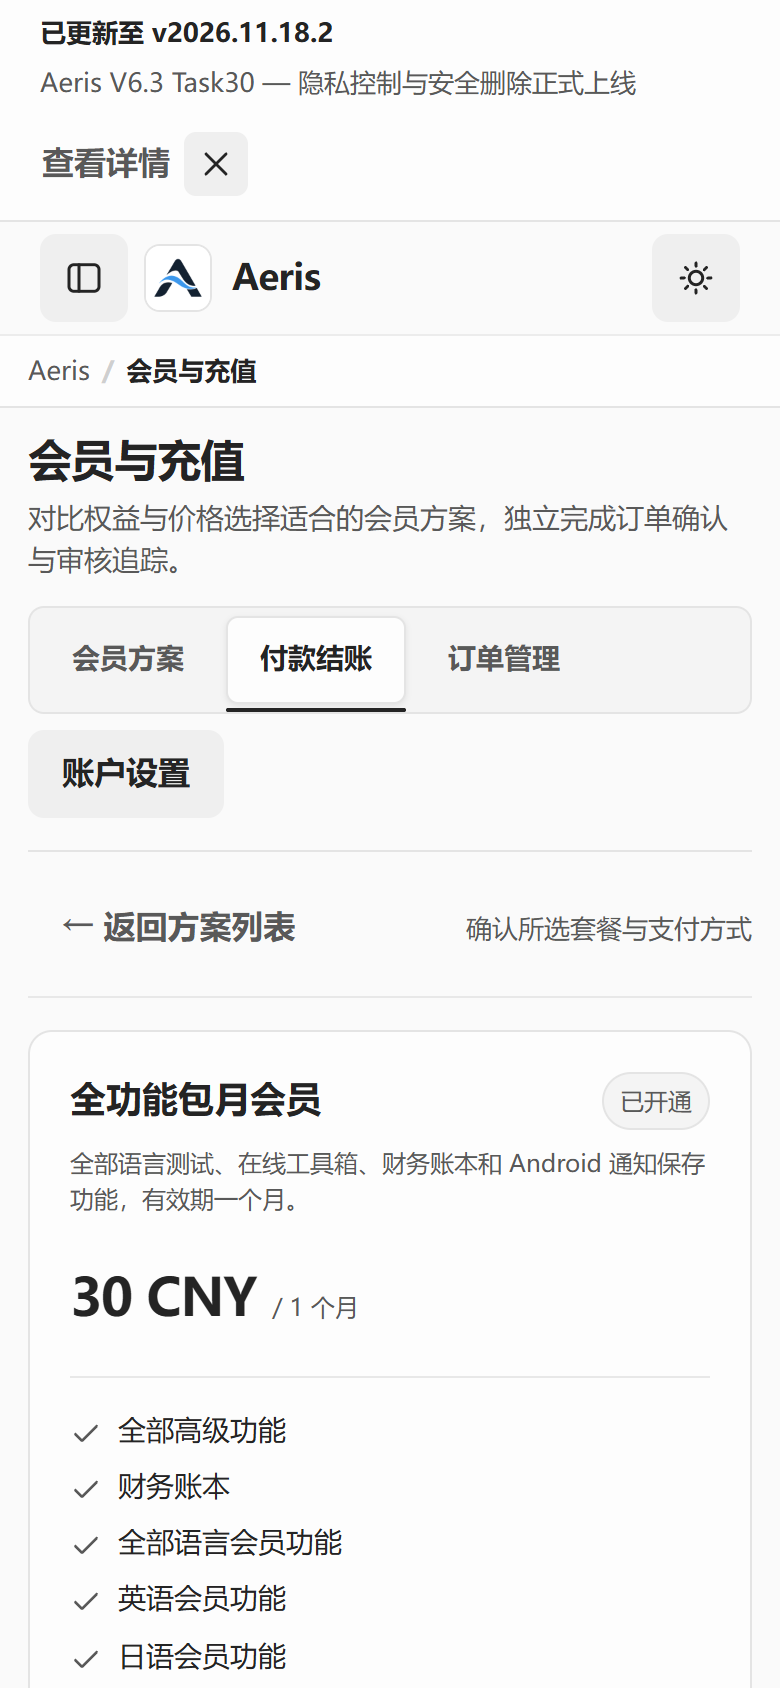 已更新至 v2026.11.18.2
Aeris V6.3 Task30 — 隐私控制与安全删除正式上线
查看详情
Aeris
Aeris / 会员与充值
会员与充值
对比权益与价格选择适合的会员方案，独立完成订单确认
与审核追踪。
会员方案 付款结账 订单管理
账户设置
← 返回方案列表 确认所选套餐与支付方式
全功能包月会员 已开通
全部语言测试、在线工具箱、财务账本和 Android 通知保存
功能，有效期一个月。
30 CNY / 1 个月
全部高级功能
财务账本
全部语言会员功能
英语会员功能
日语会员功能